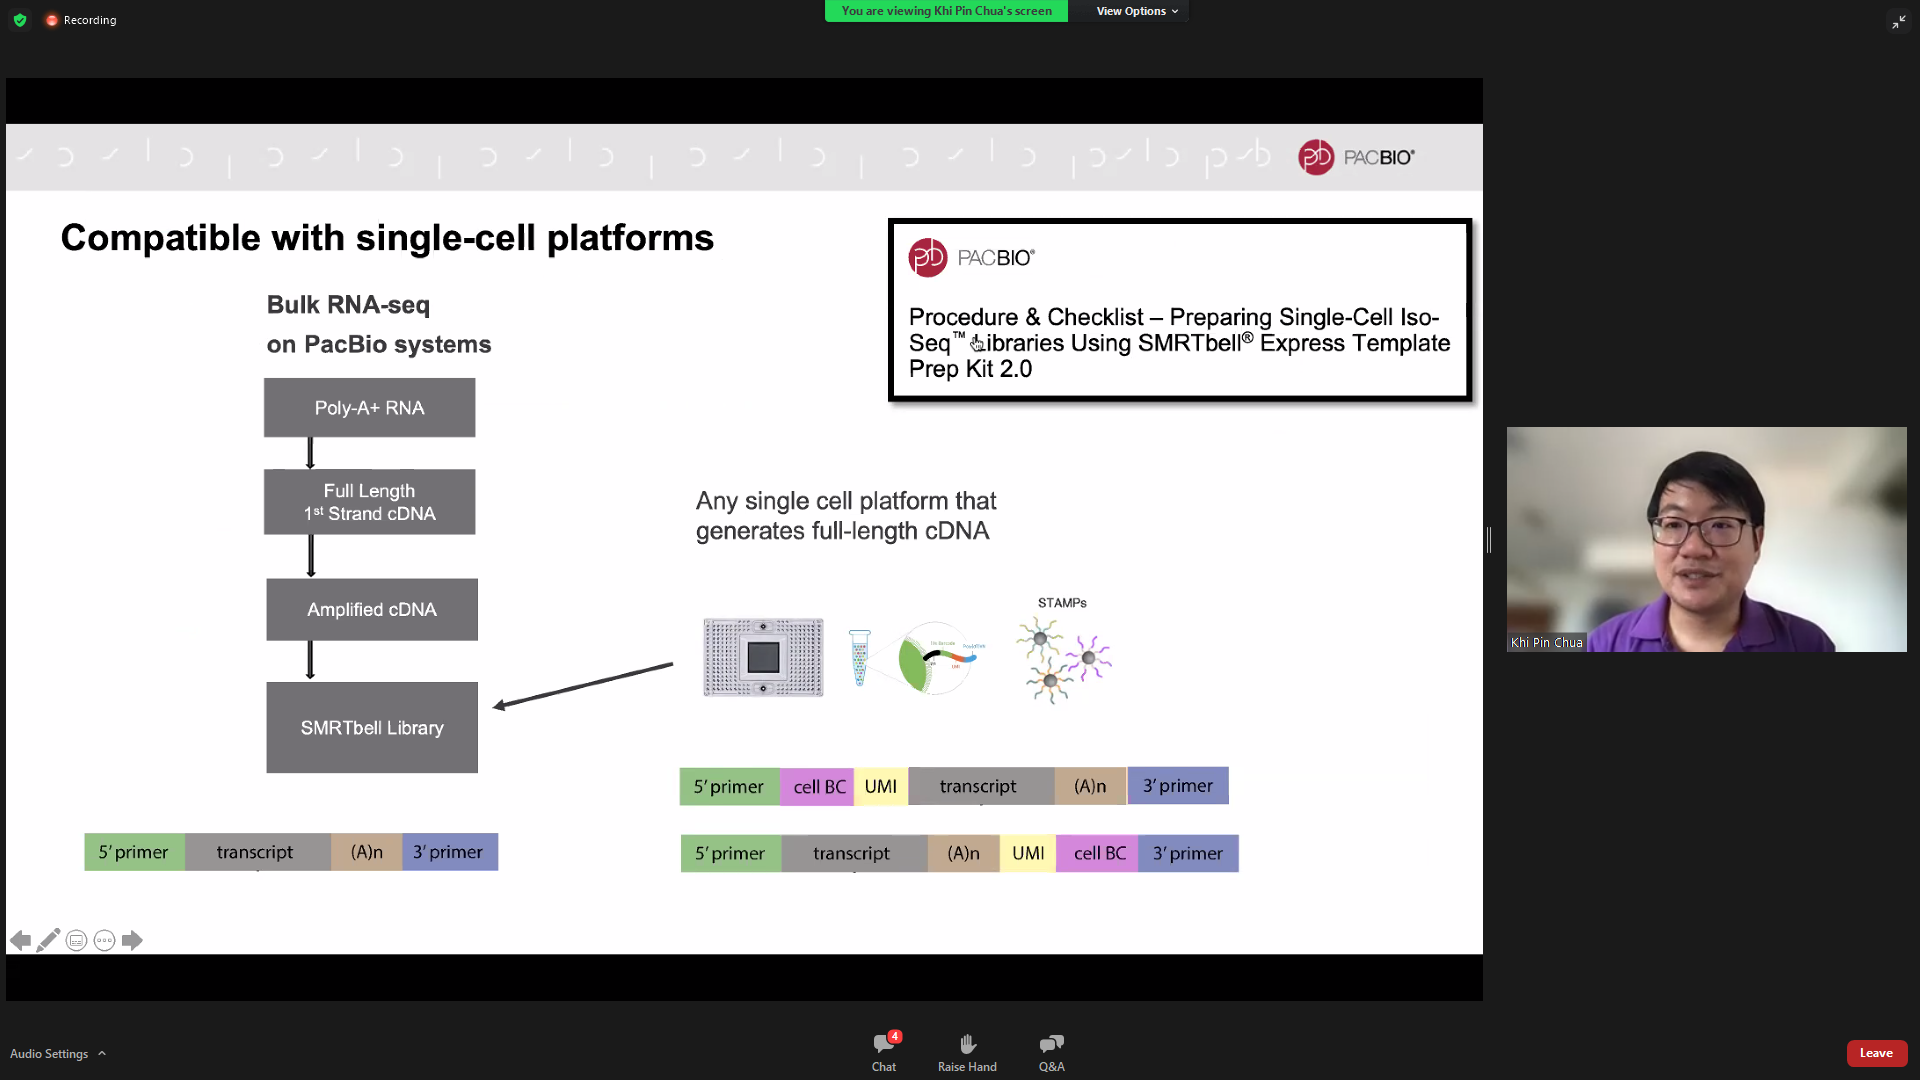 Recording
You are viewing Khi Pin Chua's screen
View Options
PACBIO®
Compatible with single-cell platforms
PACBIO®
Procedure & Checklist – Preparing Single-Cell Iso-
Seq™ Libraries Using SMRTbell® Express Template
Prep Kit 2.0
Bulk RNA-seq
on PacBio systems
Poly-A+ RNA
Full Length
1st Strand cDNA
Amplified cDNA
SMRTbell Library
Any single cell platform that
generates full-length cDNA
STAMPs
5' primer cell BC UMI transcript (A)n 3' primer
5' primer transcript (A)n 3' primer
5' primer transcript (A)n UMI cell BC 3' primer
Khi Pin Chua
Audio Settings
4
Chat
Raise Hand
Q&A
Leave